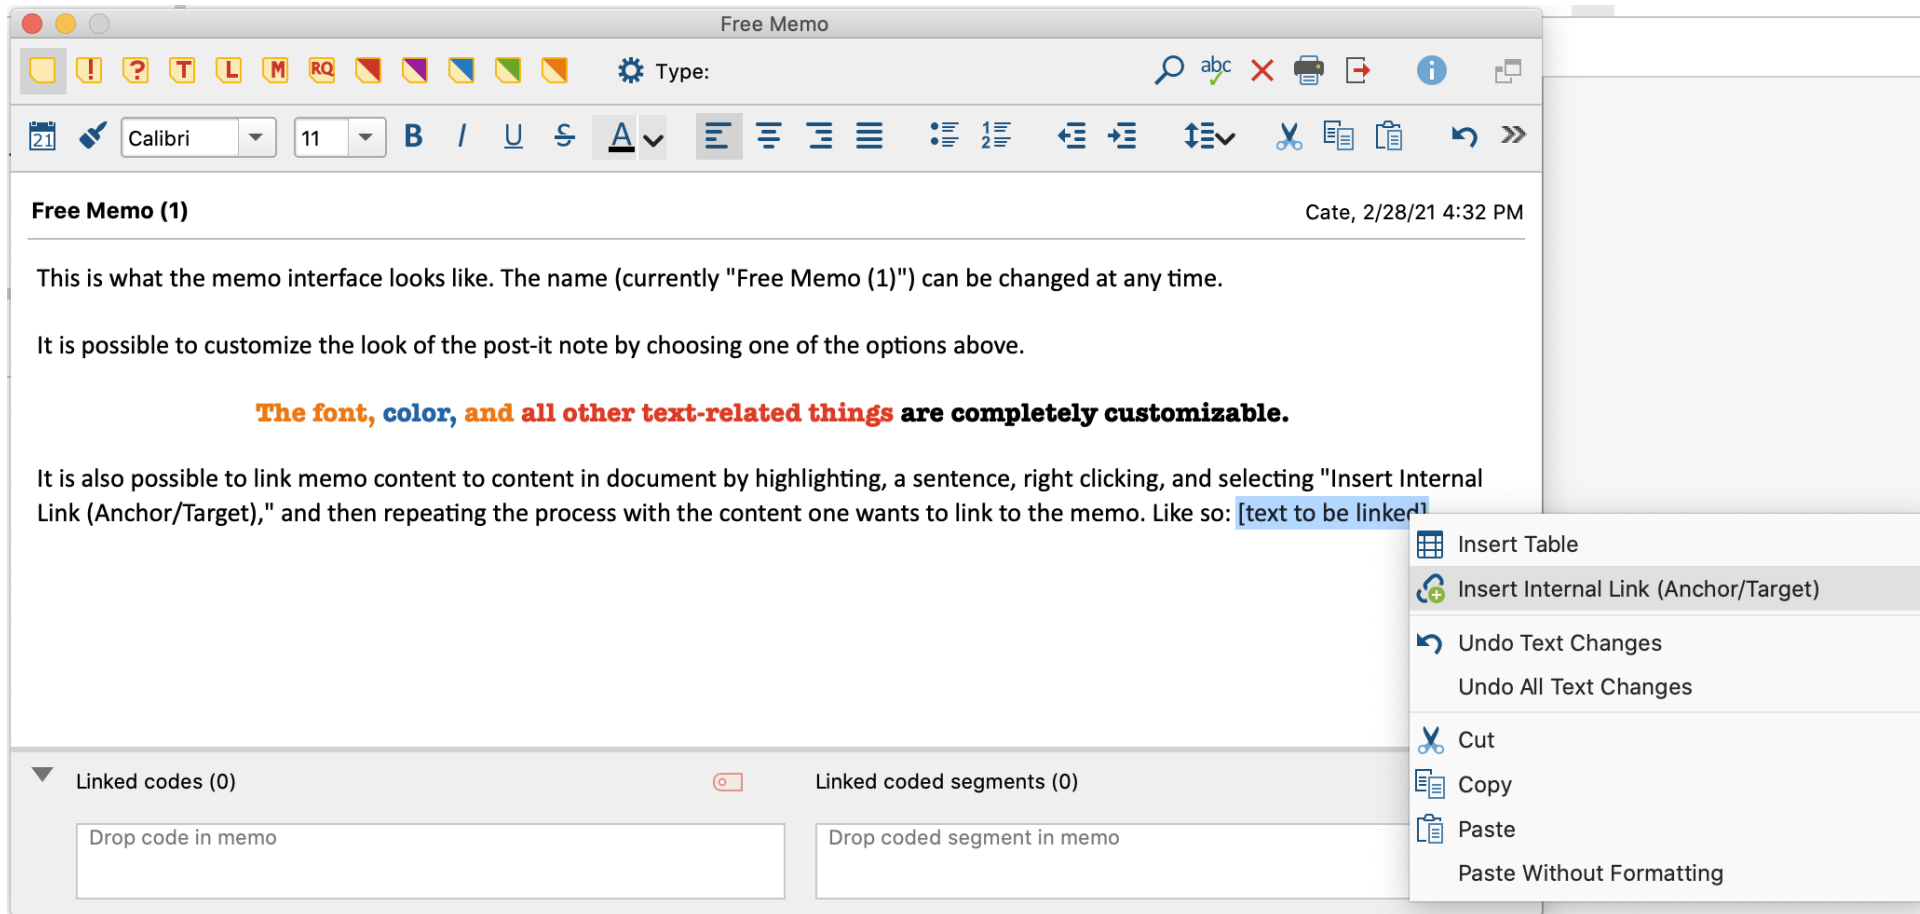 Free Memo
! ? T L M RQ Type: abc i
21 Calibri 11 B I U S A 1 2
Free Memo (1) Cate, 2/28/21 4:32 PM
This is what the memo interface looks like. The name (currently "Free Memo (1)") can be changed at any time.
It is possible to customize the look of the post-it note by choosing one of the options above.
The font, color, and all other text-related things are completely customizable.
It is also possible to link memo content to content in document by highlighting, a sentence, right clicking, and selecting "Insert Internal
Link (Anchor/Target)," and then repeating the process with the content one wants to link to the memo. Like so: [text to be linked]
Insert Table
Insert Internal Link (Anchor/Target)
Undo Text Changes
Undo All Text Changes
Cut
Copy
Paste
Paste Without Formatting
Linked codes (0) Linked coded segments (0)
Drop code in memo Drop coded segment in memo